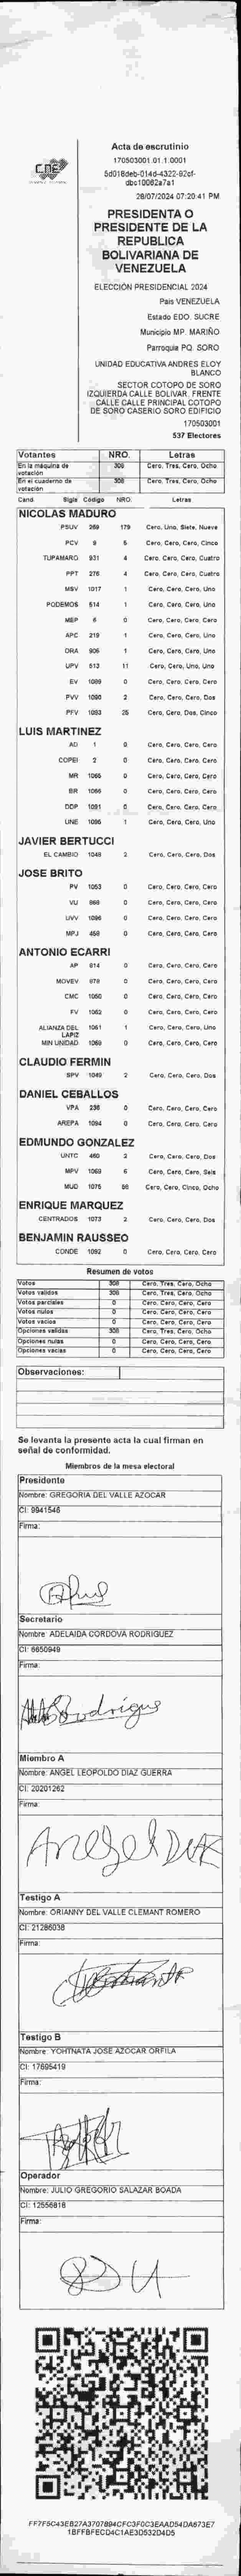 CNE
Acta de escrutinio
170503001.01.1.0001
5d018deb-014d-4322-92cf-
dbc10062a7a1
28/07/2024 07:20:41 PM
PRESIDENTA O
PRESIDENTE DE LA
REPUBLICA
BOLIVARIANA DE
VENEZUELA
ELECCIÓN PRESIDENCIAL 2024
Pais VENEZUELA
Estado EDO. SUCRE
Municipio MP. MARIÑO
Parroquia PQ. SORO
UNIDAD EDUCATIVA ANDRES ELOY
BLANCO
SECTOR COTOPO DE SORO
IZQUIERDA CALLE BOLIVAR. FRENTE
CALLE CALLE PRINCIPAL COTOPO
DE SORO CASERIO SORO EDIFICIO
170503001
537 Electores
Votantes NRO. Letras
En la máquina de votación 308 Cero, Tres, Cero, Ocho
En el cuaderno de votación 308 Cero, Tres, Cero, Ocho
Cand. Sigla Código NRO. Letras
NICOLAS MADURO
PSUV 269 179 Cero, Uno, Siete, Nueve
PCV 9 5 Cero, Cero, Cero, Cinco
TUPAMARO 931 4 Cero, Cero, Cero, Cuatro
PPT 276 4 Cero, Cero, Cero, Cuatro
MSV 1017 1 Cero, Cero, Cero, Uno
PODEMOS 514 1 Cero, Cero, Cero, Uno
MEP 6 0 Cero, Cero, Cero, Cero
APC 219 1 Cero, Cero, Cero, Uno
ORA 906 1 Cero, Cero, Cero, Uno
UPV 513 11 Cero, Cero, Uno, Uno
EV 1089 0 Cero, Cero, Cero, Cero
PVV 1090 2 Cero, Cero, Cero, Dos
PFV 1093 25 Cero, Cero, Dos, Cinco
LUIS MARTINEZ
AD 1 0 Cero, Cero, Cero, Cero
COPEI 2 0 Cero, Cero, Cero, Cero
MR 1065 0 Cero, Cero, Cero, Cero
BR 1066 0 Cero, Cero, Cero, Cero
DDP 1091 0 Cero, Cero, Cero, Cero
UNE 1095 1 Cero, Cero, Cero, Uno
JAVIER BERTUCCI
EL CAMBIO 1048 2 Cero, Cero, Cero, Dos
JOSE BRITO
PV 1053 0 Cero, Cero, Cero, Cero
VU 868 0 Cero, Cero, Cero, Cero
UVV 1096 0 Cero, Cero, Cero, Cero
MPJ 458 0 Cero, Cero, Cero, Cero
ANTONIO ECARRI
AP 614 0 Cero, Cero, Cero, Cero
MOVEV 878 0 Cero, Cero, Cero, Cero
CMC 1050 0 Cero, Cero, Cero, Cero
FV 1062 0 Cero, Cero, Cero, Cero
ALIANZA DEL LAPIZ 1061 1 Cero, Cero, Cero, Uno
MIN UNIDAD 1069 0 Cero, Cero, Cero, Cero
CLAUDIO FERMIN
SPV 1049 2 Cero, Cero, Cero, Dos
DANIEL CEBALLOS
VPA 238 0 Cero, Cero, Cero, Cero
AREPA 1094 0 Cero, Cero, Cero, Cero
EDMUNDO GONZALEZ
UNTC 460 2 Cero, Cero, Cero, Dos
MPV 1069 6 Cero, Cero, Cero, Seis
MUD 1075 58 Cero, Cero, Cinco, Ocho
ENRIQUE MARQUEZ
CENTRADOS 1073 2 Cero, Cero, Cero, Dos
BENJAMIN RAUSSEO
CONDE 1092 0 Cero, Cero, Cero, Cero
Resumen de votos
Votos 308 Cero, Tres, Cero, Ocho
Votos validos 308 Cero, Tres, Cero, Ocho
Votos parciales 0 Cero, Cero, Cero, Cero
Votos nulos 0 Cero, Cero, Cero, Cero
Votos vacios 0 Cero, Cero, Cero, Cero
Opciones validas 308 Cero, Tres, Cero, Ocho
Opciones nulas 0 Cero, Cero, Cero, Cero
Opciones vacias 0 Cero, Cero, Cero, Cero
Observaciones:
Se levanta la presente acta la cual firman en
señal de conformidad.
Miembros de la mesa electoral
Presidente
Nombre: GREGORIA DEL VALLE AZOCAR
CI: 9941546
Firma:
Secretario
Nombre: ADELAIDA CORDOVA RODRIGUEZ
CI: 6650949
Firma:
Miembro A
Nombre: ANGEL LEOPOLDO DIAZ GUERRA
CI: 20201262
Firma:
Angel Diaz
Testigo A
Nombre: ORIANNY DEL VALLE CLEMANT ROMERO
CI: 21286038
Firma:
Testigo B
Nombre: YOHTNATA JOSE AZOCAR ORFILA
CI: 17695419
Firma:
Operador
Nombre: JULIO GREGORIO SALAZAR BOADA
CI: 12556818
Firma:
FF7F5C43EB27A3707894CFC3F0C3EAAD54DA673E7
1BFFBFECD4C1AE3D532D4D5